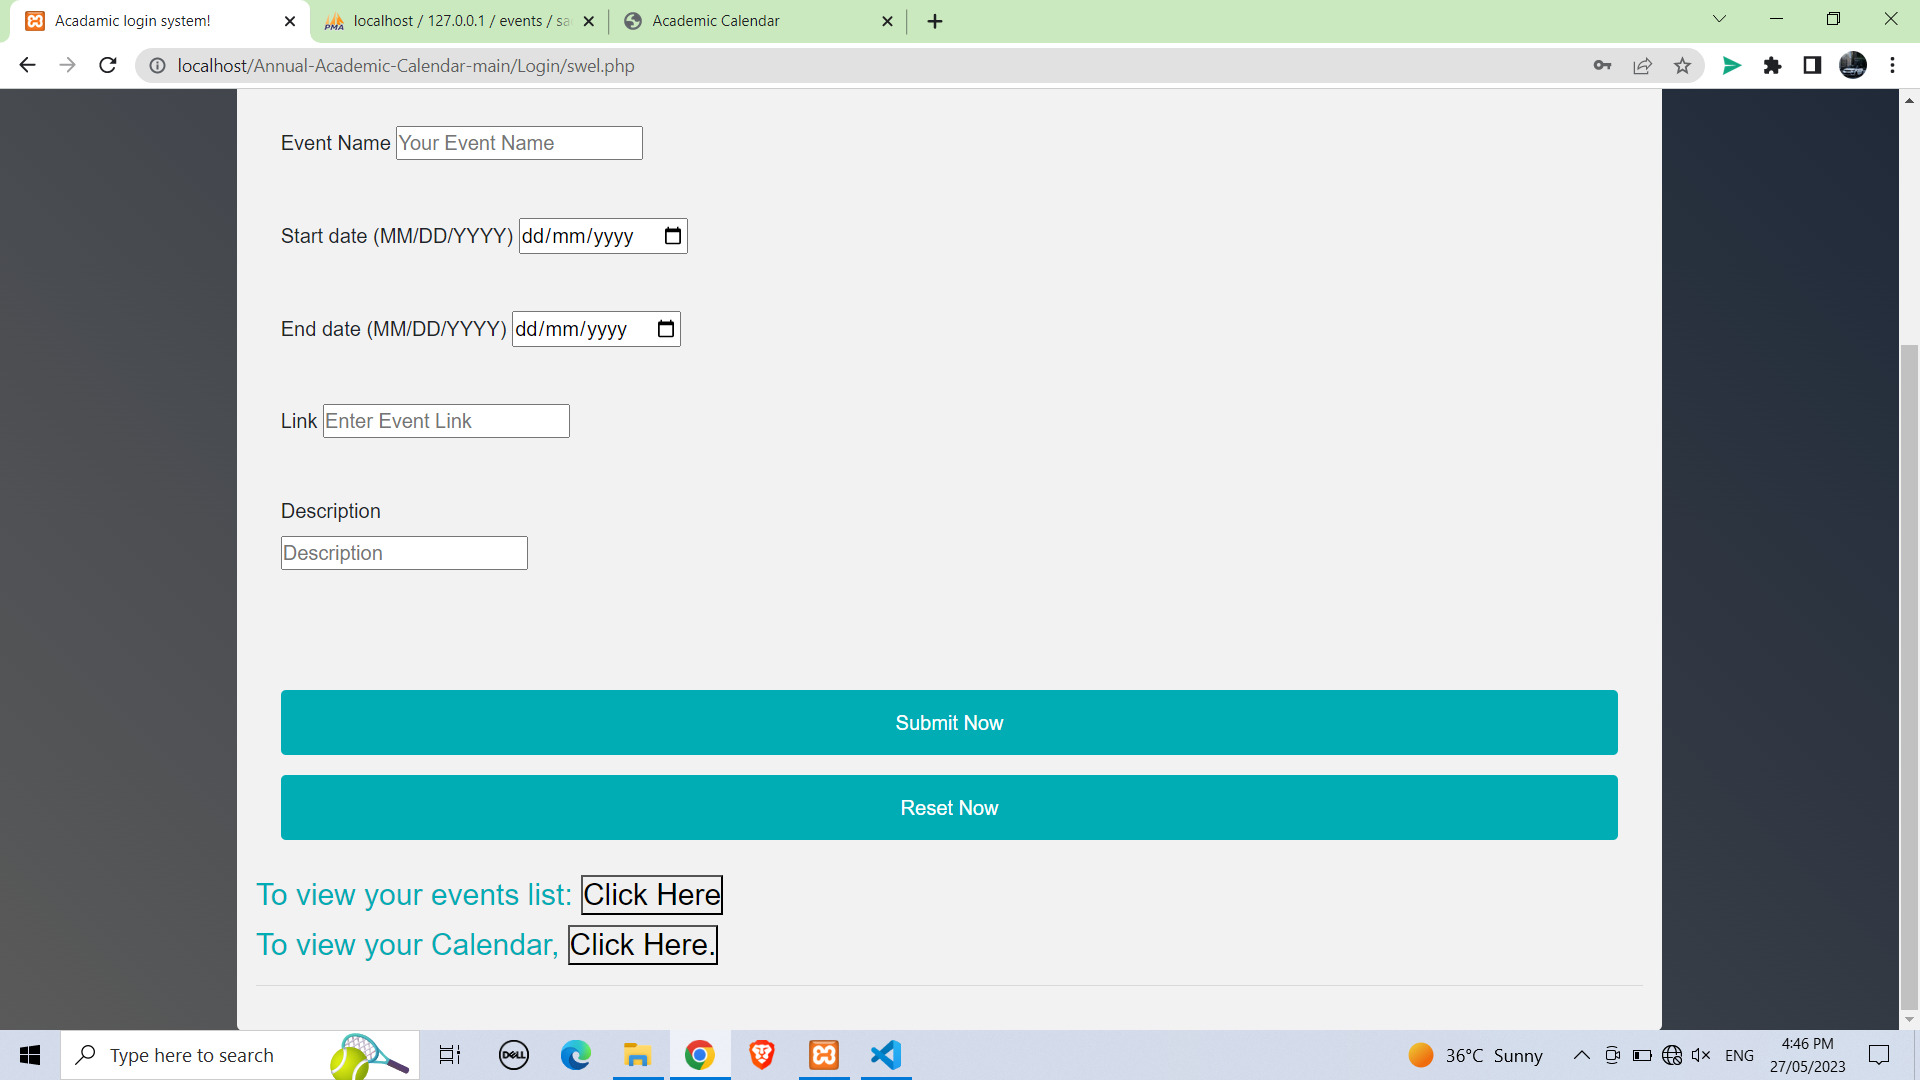 Acadamic login system!
PMA
localhost / 127.0.0.1 / events / sa
Academic Calendar
localhost/Annual-Academic-Calendar-main/Login/swel.php
Event Name Your Event Name
Start date (MM/DD/YYYY) dd/mm/yyyy
End date (MM/DD/YYYY) dd/mm/yyyy
Link Enter Event Link
Description
Description
Submit Now
Reset Now
To view your events list: Click Here
To view your Calendar, Click Here.
Type here to search
DELL
36°C Sunny
ENG
4:46 PM
27/05/2023